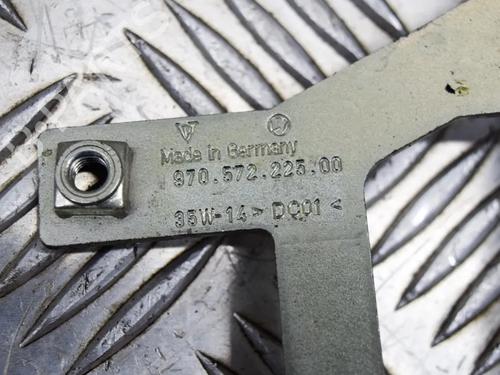 Made in Germany
970.572.225.00
35W-14 > DC01 <